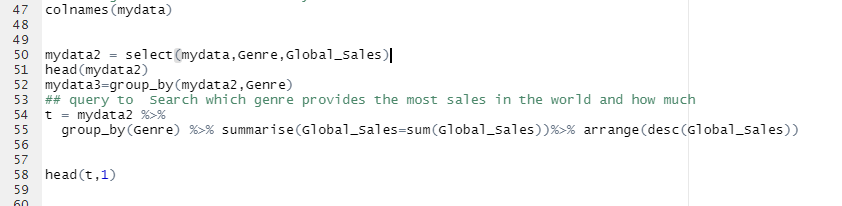 47 colnames(mydata)
48
49
50 mydata2 = select(mydata,Genre,Global_Sales)
51 head(mydata2)
52 mydata3=group_by(mydata2,Genre)
53 ## query to  Search which genre provides the most sales in the world and how much
54 t = mydata2 %>%
55   group_by(Genre) %>% summarise(Global_Sales=sum(Global_Sales))%>% arrange(desc(Global_Sales))
56
57
58 head(t,1)
59
60